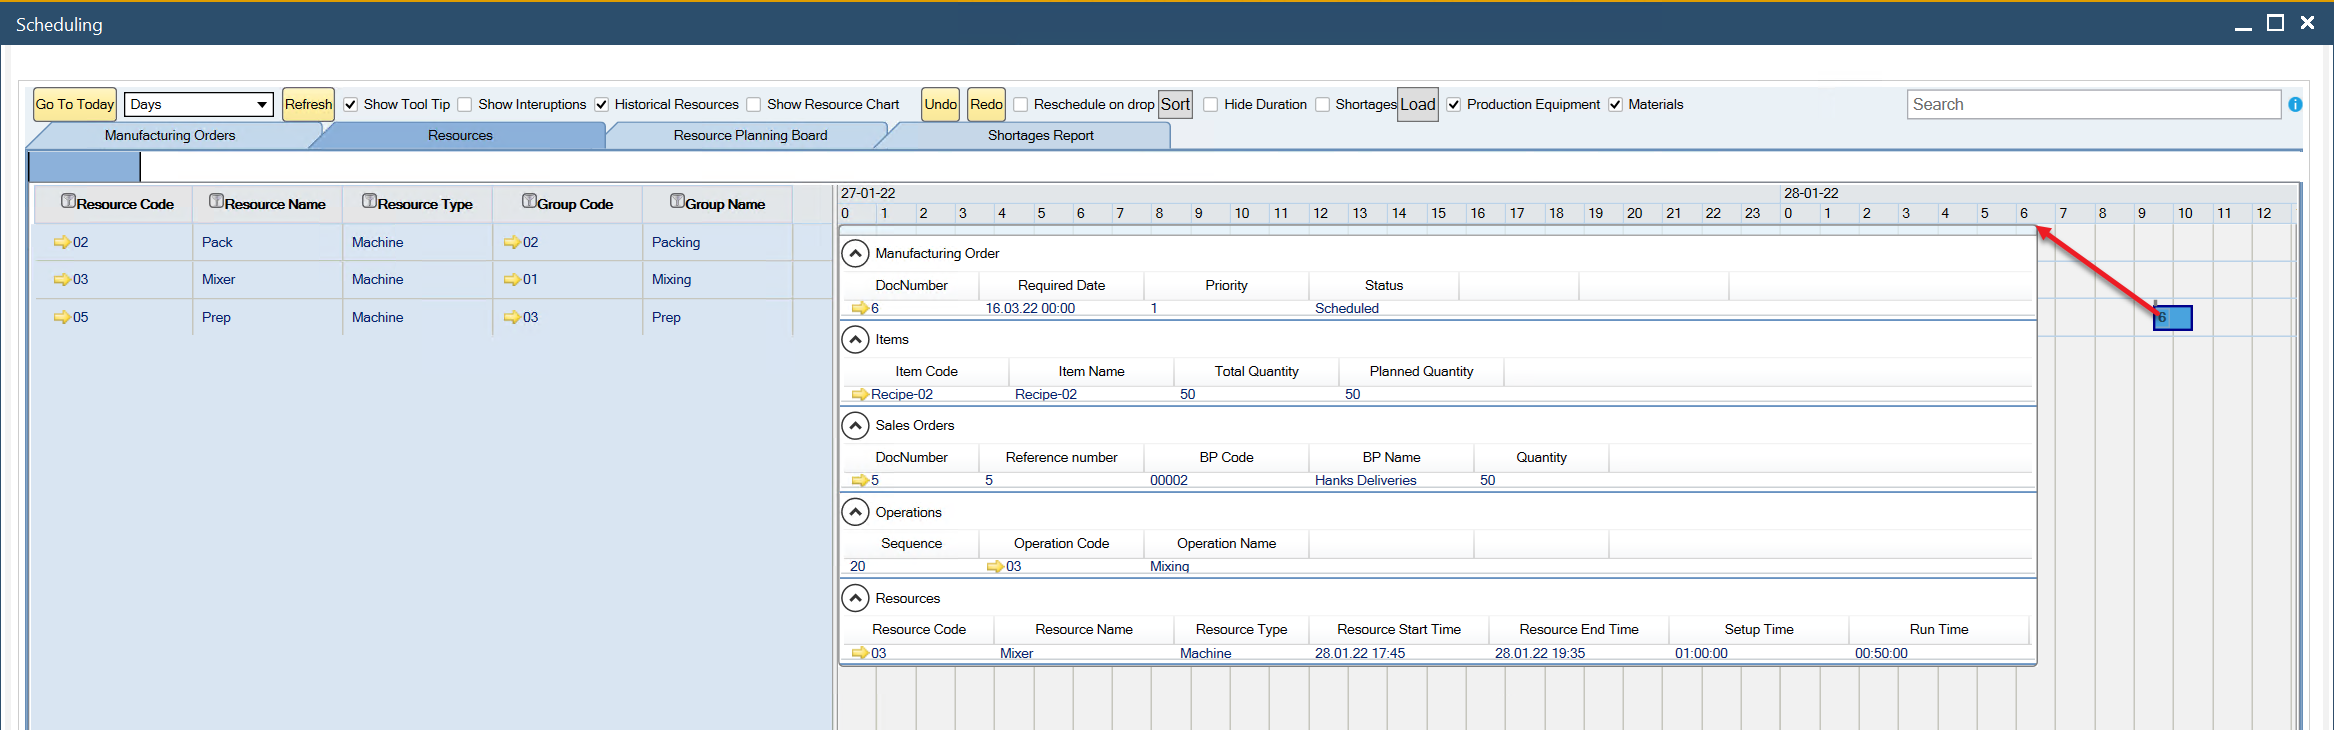 Scheduling
Go To Today Days Refresh Show Tool Tip Show Interuptions Historical Resources Show Resource Chart Undo Redo Reschedule on drop Sort Hide Duration Shortages Load Production Equipment Materials Search
Manufacturing Orders Resources Resource Planning Board Shortages Report
27-01-22 28-01-22
Resource Code Resource Name Resource Type Group Code Group Name
0 1 2 3 4 5 6 7 8 9 10 11 12 13 14 15 16 17 18 19 20 21 22 23 0 1 2 3 4 5 6 7 8 9 10 11 12
02 Pack Machine 02 Packing
03 Mixer Machine 01 Mixing
05 Prep Machine 03 Prep
6
Manufacturing Order
DocNumber Required Date Priority Status
6 16.03.22 00:00 1 Scheduled
Items
Item Code Item Name Total Quantity Planned Quantity
Recipe-02 Recipe-02 50 50
Sales Orders
DocNumber Reference number BP Code BP Name Quantity
5 5 00002 Hanks Deliveries 50
Operations
Sequence Operation Code Operation Name
20 03 Mixing
Resources
Resource Code Resource Name Resource Type Resource Start Time Resource End Time Setup Time Run Time
03 Mixer Machine 28.01.22 17:45 28.01.22 19:35 01:00:00 00:50:00